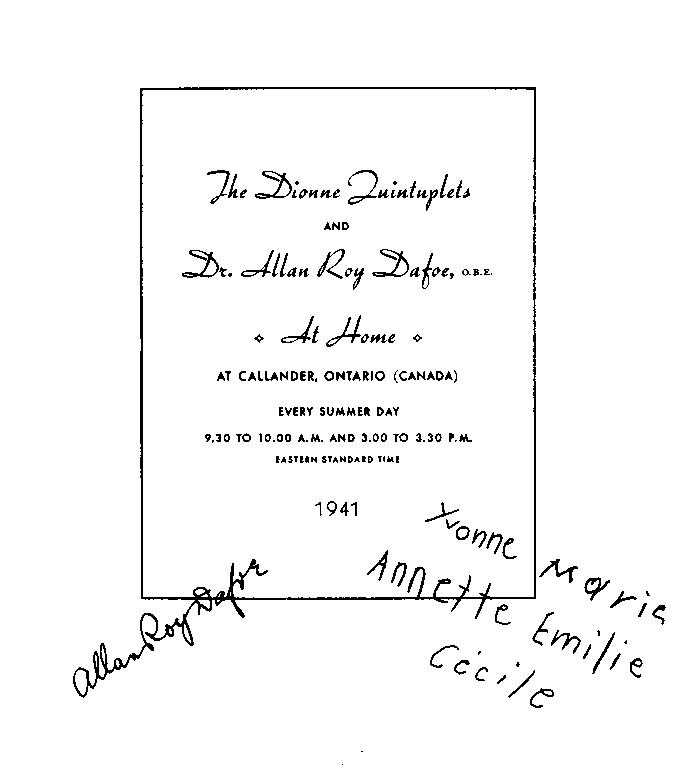 The Dionne Quintuplets
AND
Dr. Allan Roy Dafoe, O.B.E.
At Home
AT CALLANDER, ONTARIO (CANADA)
EVERY SUMMER DAY
9.30 TO 10.00 A.M. AND 3.00 TO 3.30 P.M.
EASTERN STANDARD TIME
1941
Allan Roy Dafoe
Yvonne Marie
Annette Emilie
Cécile